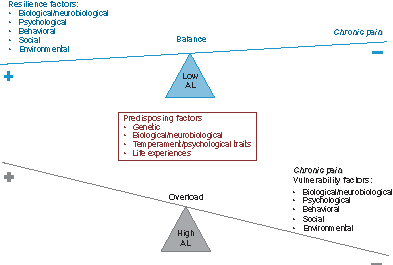 Resilience factors:
• Biological/neurobiological
• Psychological
• Behavioral
• Social
• Environmental
Balance
Chronic pain
+
−
Low
AL
Predisposing factors
• Genetic
• Biological/neurobiological
• Temperament/psychological traits
• Life experiences
Chronic pain
Vulnerability factors:
• Biological/neurobiological
• Psychological
• Behavioral
• Social
• Environmental
+
Overload
High
AL
−